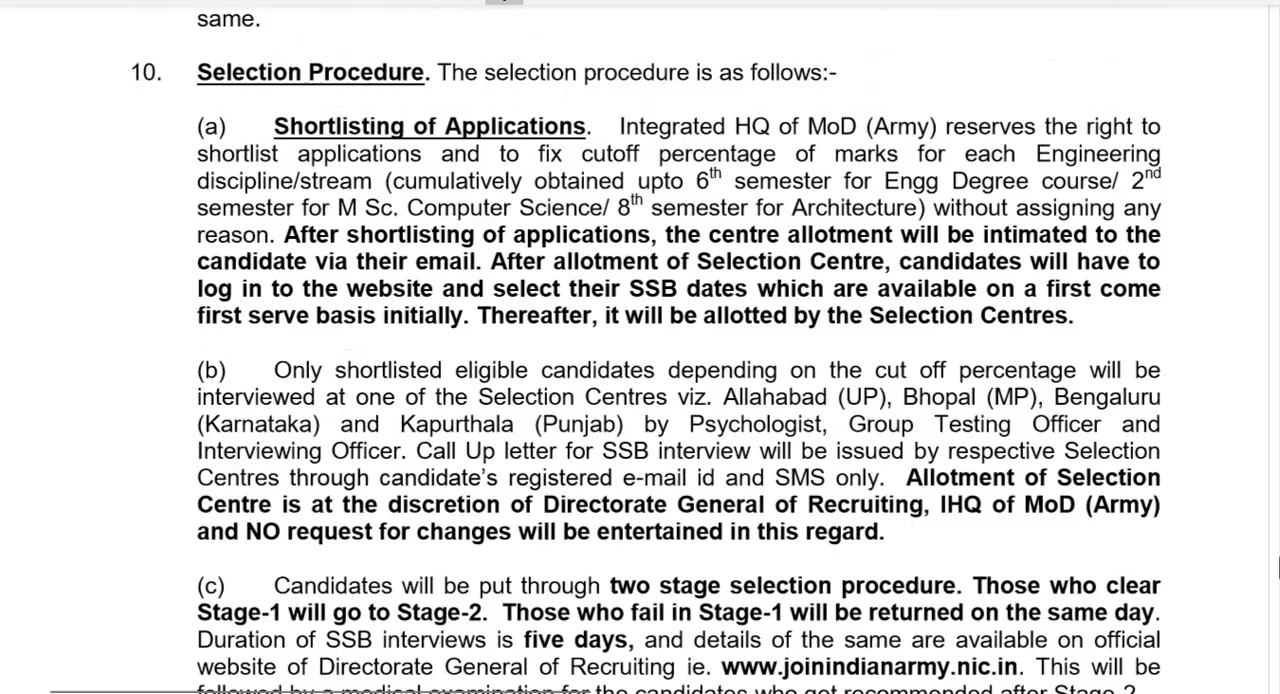 same.
10. Selection Procedure. The selection procedure is as follows:-
(a) Shortlisting of Applications. Integrated HQ of MoD (Army) reserves the right to
shortlist applications and to fix cutoff percentage of marks for each Engineering
discipline/stream (cumulatively obtained upto 6th semester for Engg Degree course/ 2nd
semester for M Sc. Computer Science/ 8th semester for Architecture) without assigning any
reason. After shortlisting of applications, the centre allotment will be intimated to the
candidate via their email. After allotment of Selection Centre, candidates will have to
log in to the website and select their SSB dates which are available on a first come
first serve basis initially. Thereafter, it will be allotted by the Selection Centres.
(b) Only shortlisted eligible candidates depending on the cut off percentage will be
interviewed at one of the Selection Centres viz. Allahabad (UP), Bhopal (MP), Bengaluru
(Karnataka) and Kapurthala (Punjab) by Psychologist, Group Testing Officer and
Interviewing Officer. Call Up letter for SSB interview will be issued by respective Selection
Centres through candidate's registered e-mail id and SMS only. Allotment of Selection
Centre is at the discretion of Directorate General of Recruiting, IHQ of MoD (Army)
and NO request for changes will be entertained in this regard.
(c) Candidates will be put through two stage selection procedure. Those who clear
Stage-1 will go to Stage-2. Those who fail in Stage-1 will be returned on the same day.
Duration of SSB interviews is five days, and details of the same are available on official
website of Directorate General of Recruiting ie. www.joinindianarmy.nic.in. This will be
followed by a medical examination for the candidates who get recommended after Stage-2